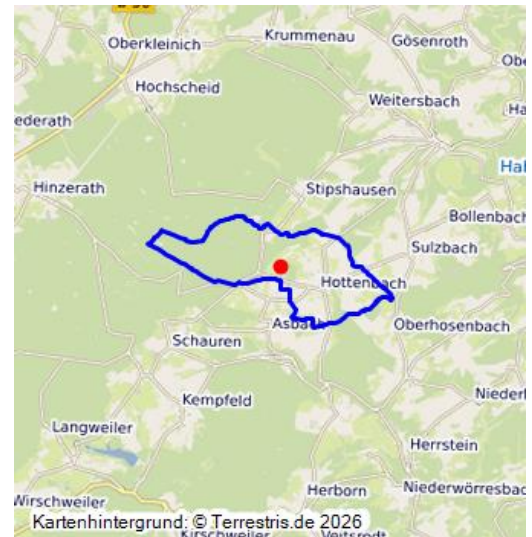 B 50
Oberkleinich
Krummenau
Gösenroth
Hochscheid
Weitersbach
ederath
Hinzerath
Stipshausen
Bollenbach
Sulzbach
Hottenbach
Schauren
Oberhosenbach
Kempfeld
Langweiler
Herrstein
Wirschweiler
Herborn
Niederwörresbac
Kartenhintergrund: © Terrestris.de 2026